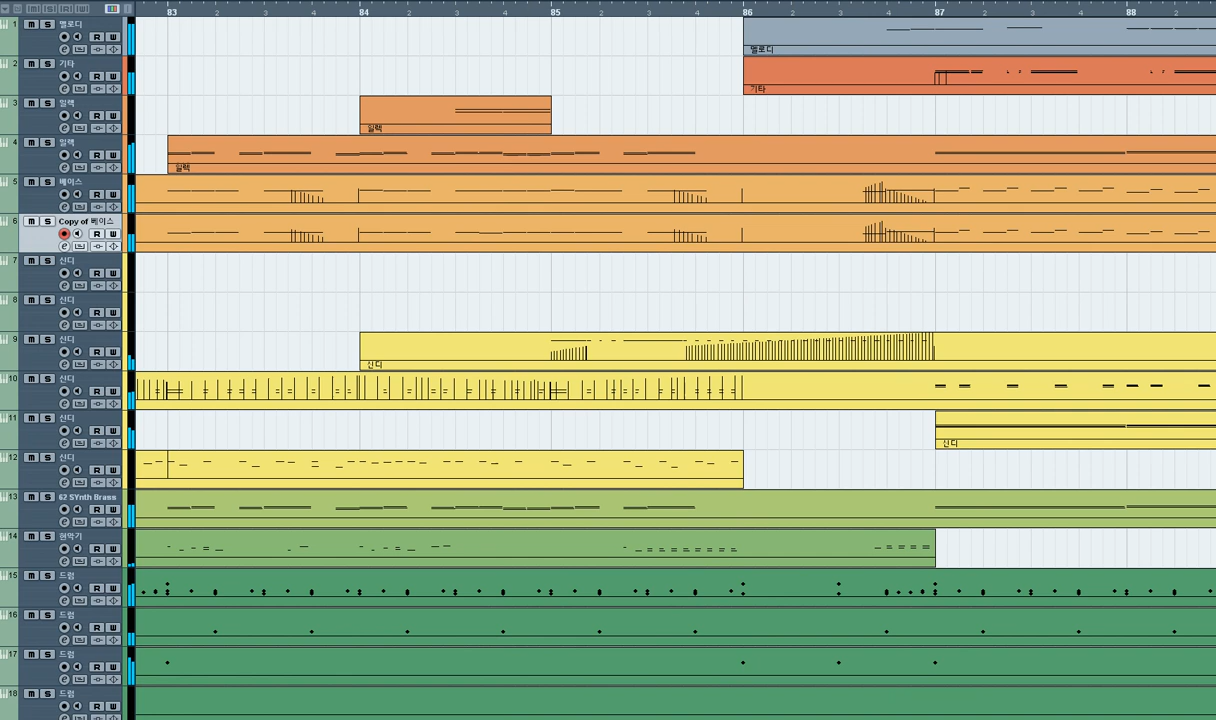 83 2 3 4 84 2 3 4 85 2 3 4 86 2 3 4 87 2 3 4 88 2
1 M S 멜로디
R W
e
멜로디
2 M S 기타
R W
e
기타
3 M S 일렉
R W
e
일렉
4 M S 일렉
R W
e
일렉
5 M S 베이스
R W
e
6 M S Copy of 베이스
R W
e
7 M S 신디
R W
e
8 M S 신디
R W
e
9 M S 신디
R W
e
신디
10 M S 신디
R W
e
11 M S 신디
R W
e
신디
12 M S 신디
R W
e
13 M S 62 SYnth Brass
R W
e
14 M S 현악기
R W
e
15 M S 드럼
R W
e
16 M S 드럼
R W
e
17 M S 드럼
R W
e
18 M S 드럼
R W
e